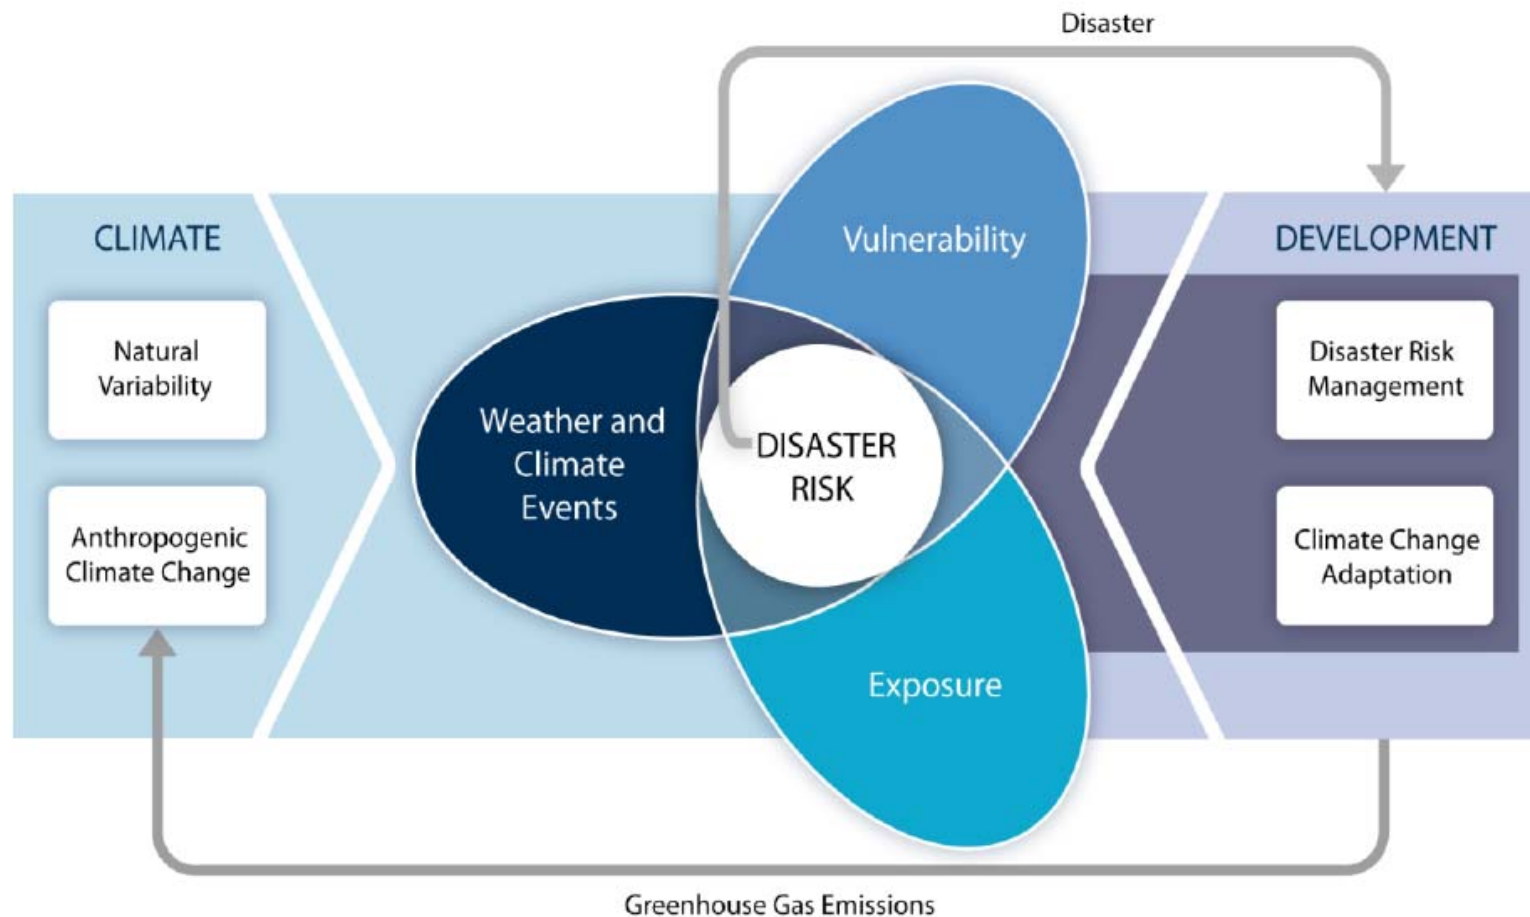 Disaster
CLIMATE
Natural
Variability
Anthropogenic
Climate Change
Weather and
Climate
Events
Vulnerability
DISASTER
RISK
Exposure
DEVELOPMENT
Disaster Risk
Management
Climate Change
Adaptation
Greenhouse Gas Emissions